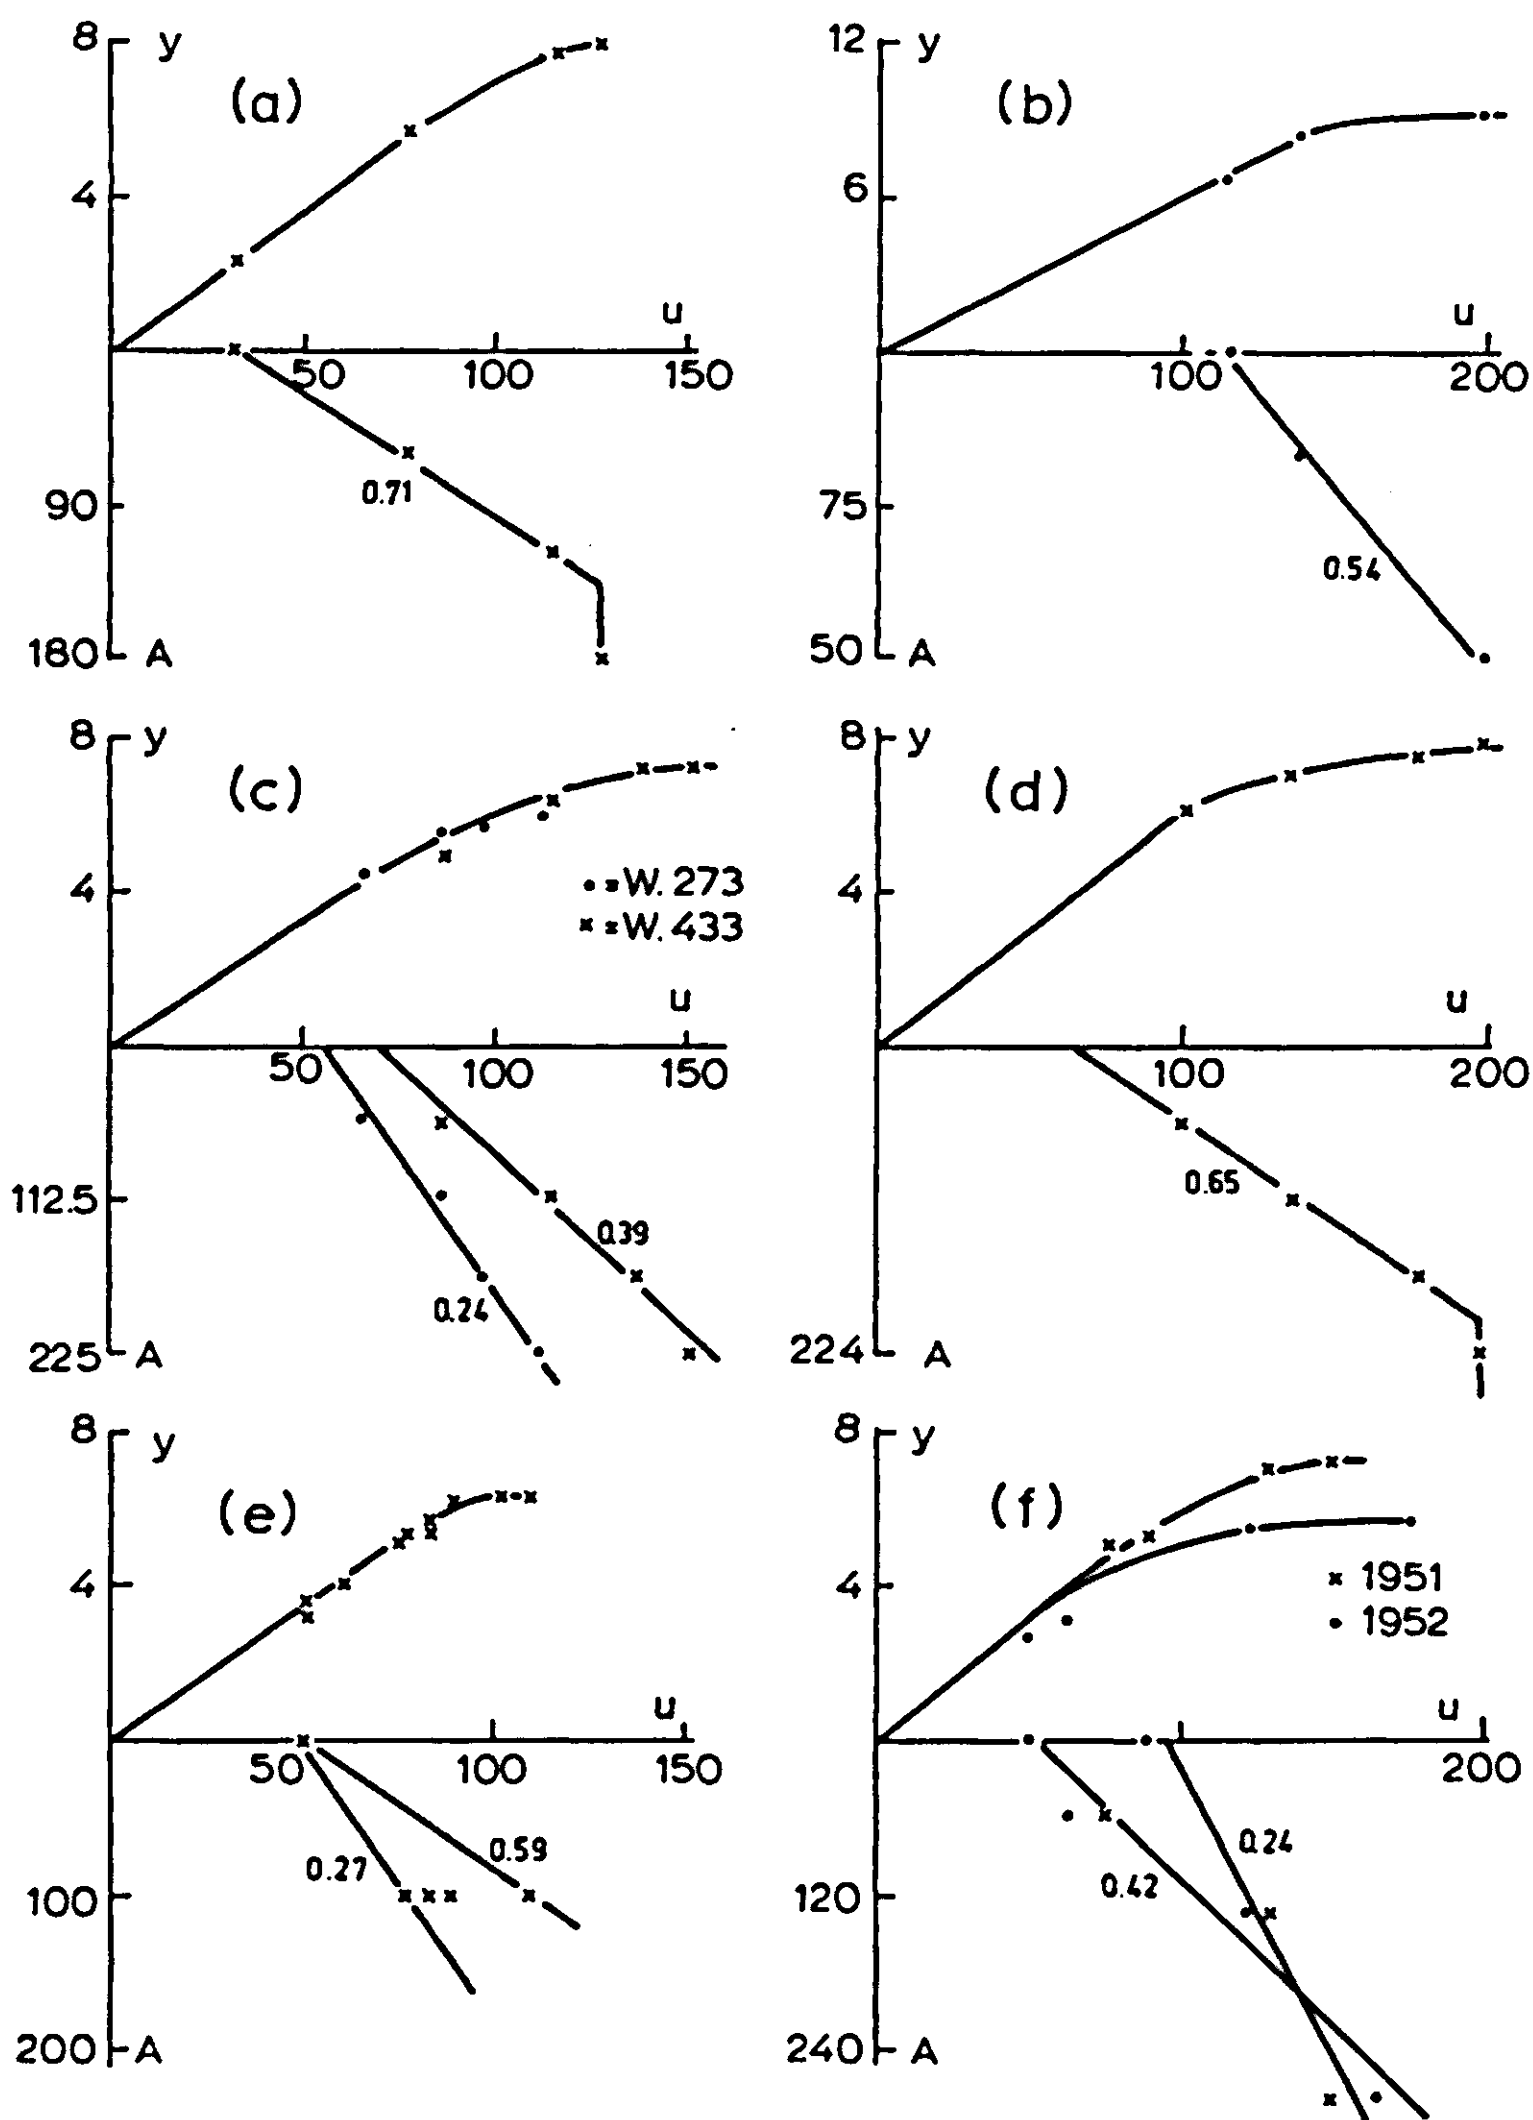 8 y
(a)
4
u
50 100 150
0.71
90
180 A
12 y
(b)
6
u
100 200
75
0.54
50 A
8 y
(c)
4
• = W. 273
x = W. 433
u
50 100 150
112.5
0.39
0.24
225 A
8 y
(d)
4
u
100 200
0.65
224 A
8 y
(e)
4
u
50 100 150
0.59
0.27
100
200 A
8 y
(f)
4
x 1951
• 1952
u
200
0.24
0.42
120
240 A